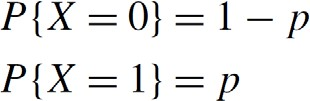 P{X = 0} = 1 − p
P{X = 1} = p